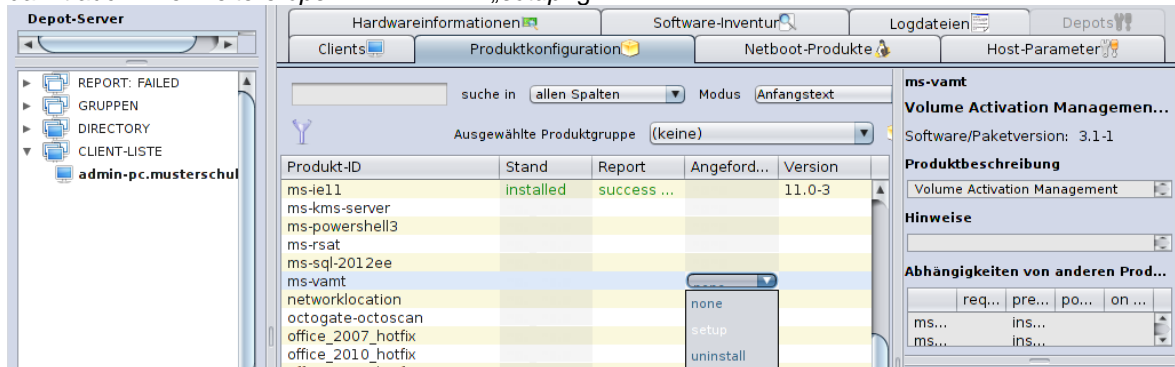 Depot-Server
Hardwareinformationen
Software-Inventur
Logdateien
Depots
Clients
Produktkonfiguration
Netboot-Produkte
Host-Parameter
REPORT: FAILED
GRUPPEN
DIRECTORY
CLIENT-LISTE
admin-pc.musterschul
suche in allen Spalten Modus Anfangstext
Ausgewählte Produktgruppe (keine)
Produkt-ID Stand Report Angeford... Version
ms-ie11 installed success ... 11.0-3
ms-kms-server
ms-powershell3
ms-rsat
ms-sql-2012ee
ms-vamt
networklocation
octogate-octoscan
office_2007_hotfix
office_2010_hotfix
none
setup
uninstall
ms-vamt
Volume Activation Managemen...
Software/Paketversion: 3.1-1
Produktbeschreibung
Volume Activation Management
Hinweise
Abhängigkeiten von anderen Prod...
req... pre... po... on ...
ms... ins...
ms... ins...